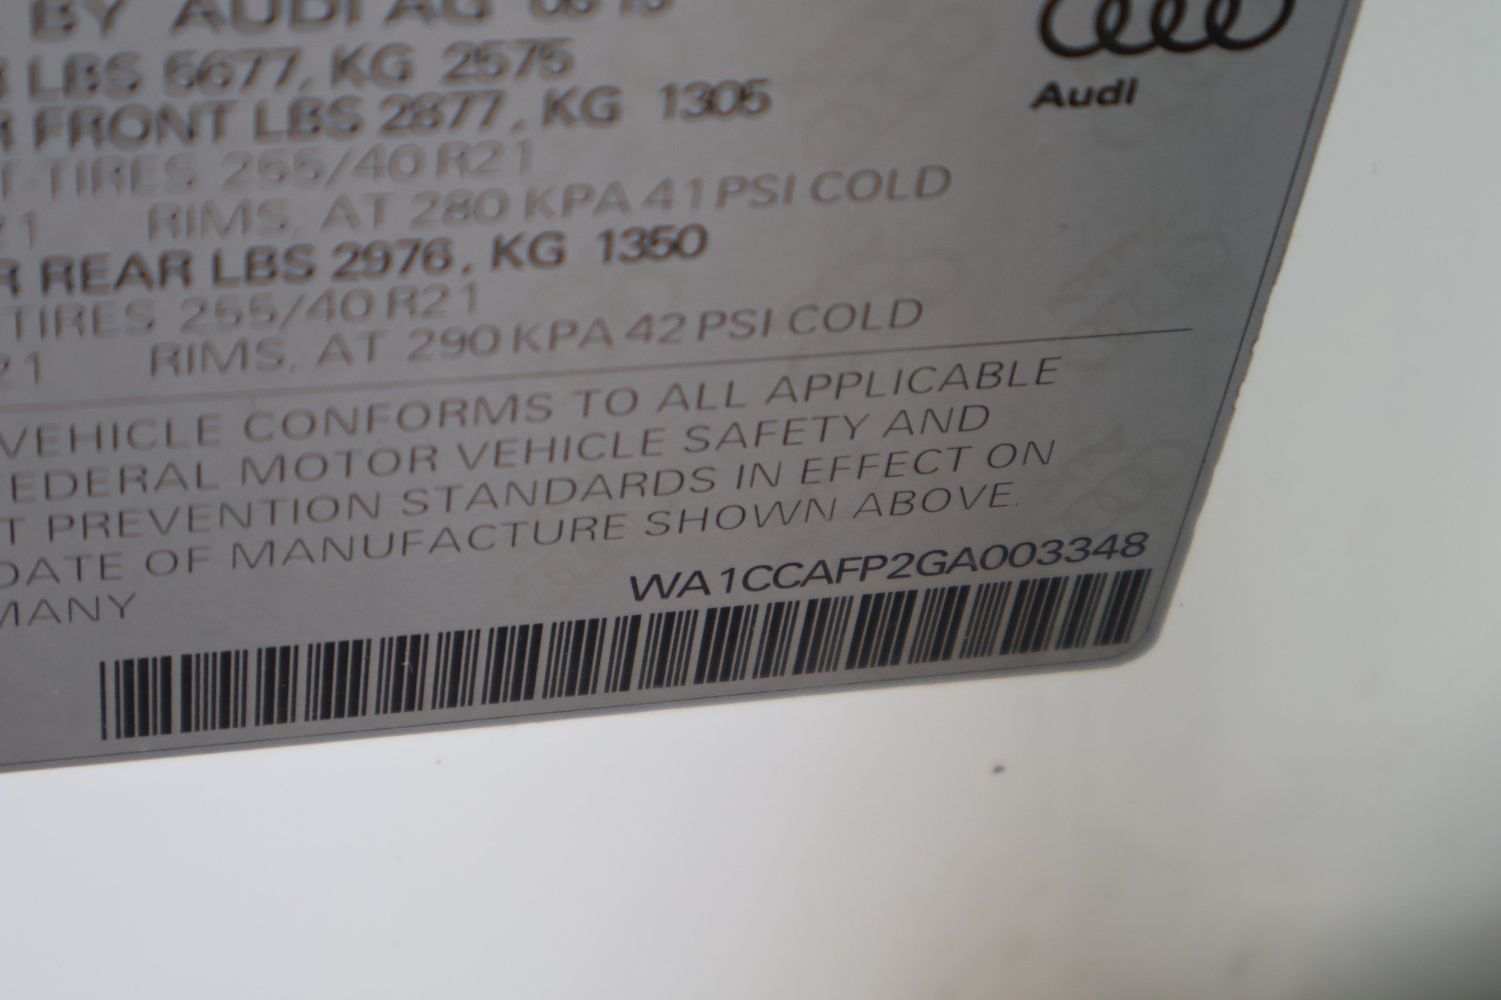 BY AUDI AG
LBS 5677, KG 2575
FRONT LBS 2877, KG 1305
TIRES 255/40 R21
RIMS, AT 280 KPA 41 PSI COLD
REAR LBS 2976, KG 1350
TIRES 255/40 R21
RIMS, AT 290 KPA 42 PSI COLD
VEHICLE CONFORMS TO ALL APPLICABLE
EDERAL MOTOR VEHICLE SAFETY AND
T PREVENTION STANDARDS IN EFFECT ON
DATE OF MANUFACTURE SHOWN ABOVE.
MANY
WA1CCAFP2GA003348
Audi